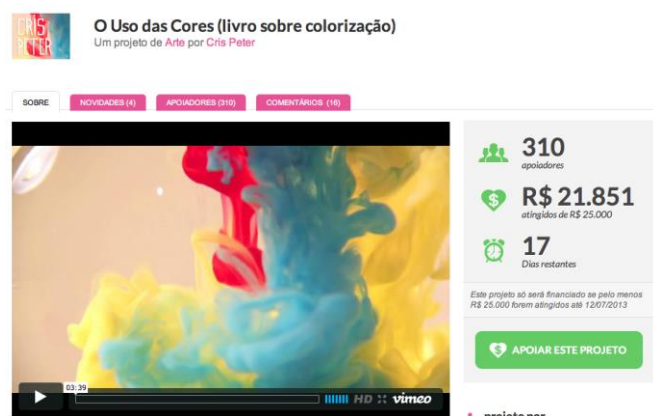 CRIS
PETER
O Uso das Cores (livro sobre colorização)
Um projeto de Arte por Cris Peter
SOBRE
NOVIDADES (4)
APOIADORES (310)
COMENTÁRIOS (16)
310
apoiadores
R$ 21.851
atingidos de R$ 25.000
17
Dias restantes
Este projeto só será financiado se pelo menos
R$ 25.000 forem atingidos até 12/07/2013
APOIAR ESTE PROJETO
03:39
HD
vimeo
projeto por